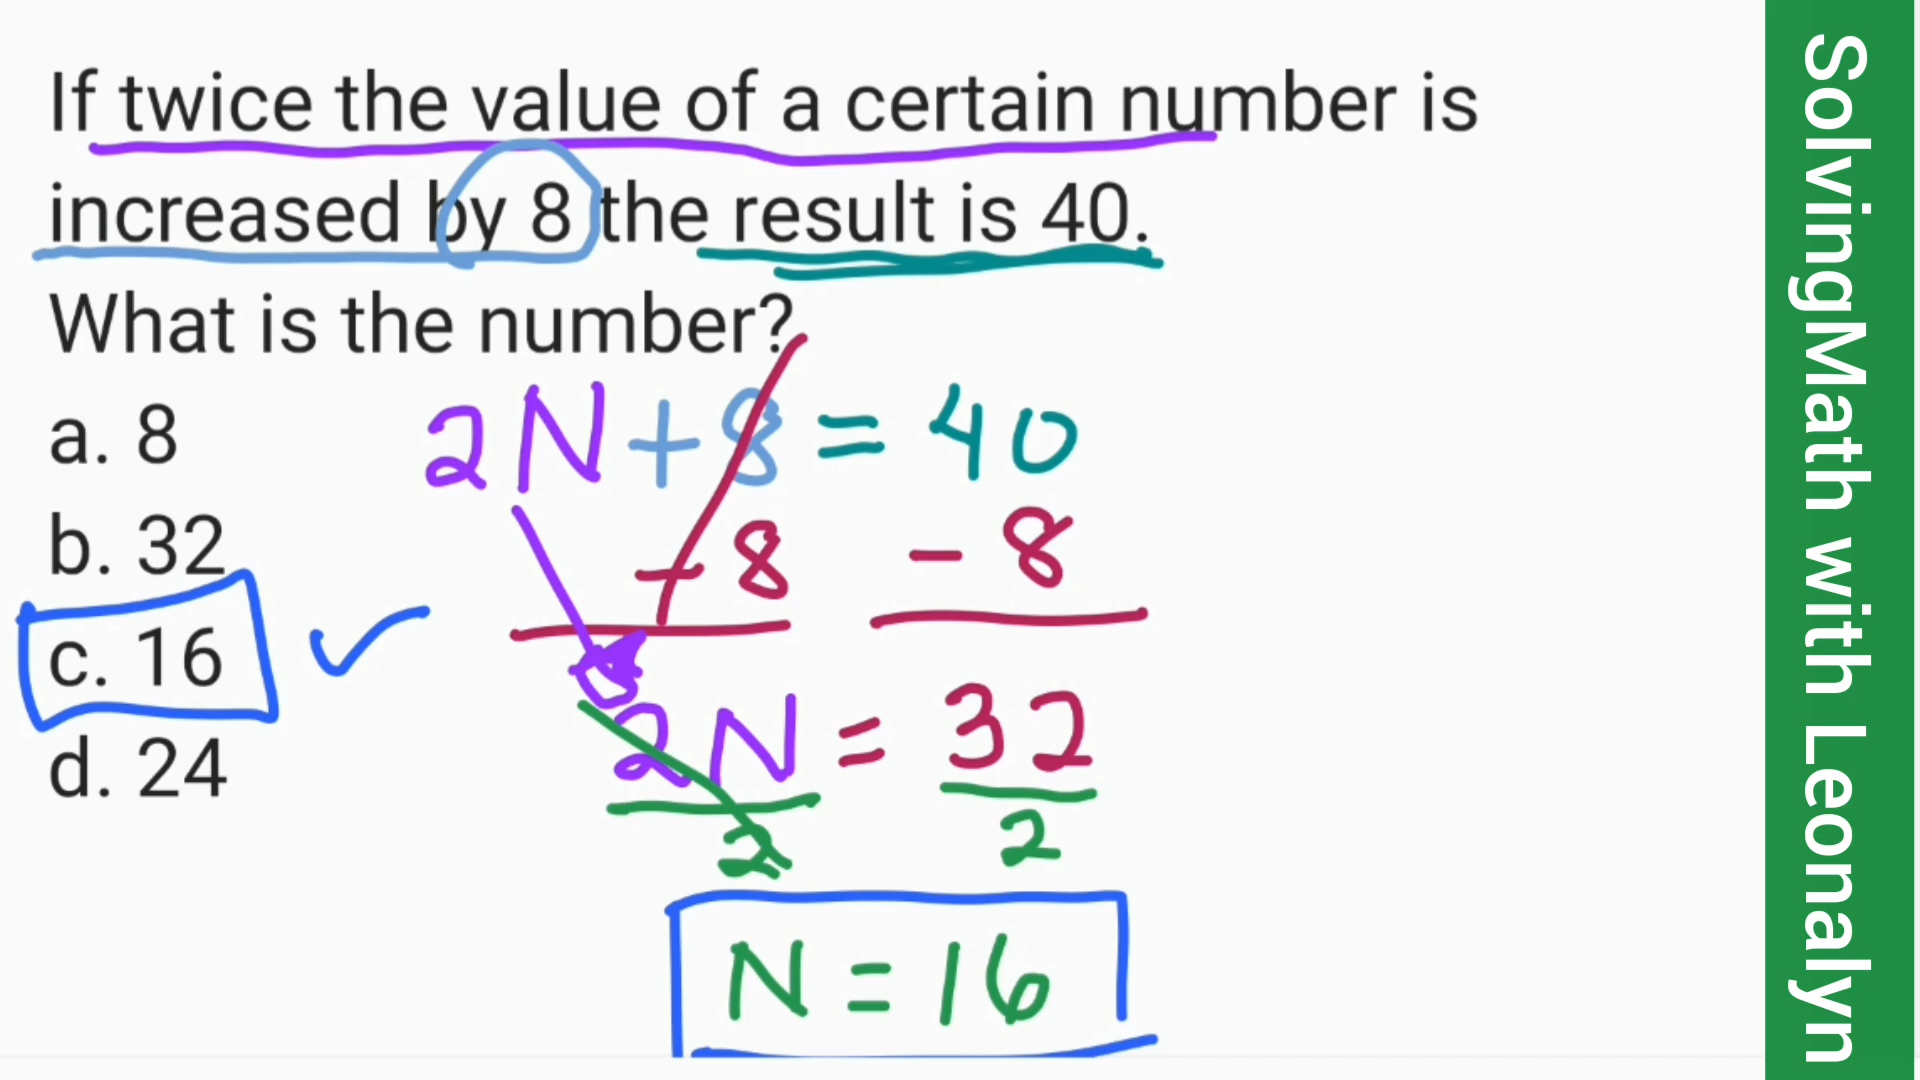 If twice the value of a certain number is
increased by 8 the result is 40.
What is the number?
a. 8
b. 32
c. 16
d. 24
2N + 8 = 40
- 8 - 8
2N = 32
2 2
N = 16
SolvingMath with Leonalyn